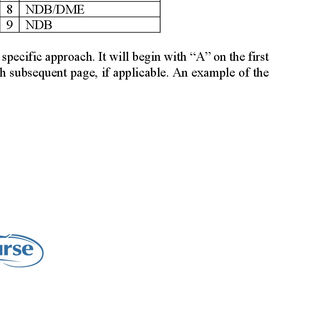 8 NDB/DME
9 NDB
specific approach. It will begin with “A” on the first
h subsequent page, if applicable. An example of the
urse